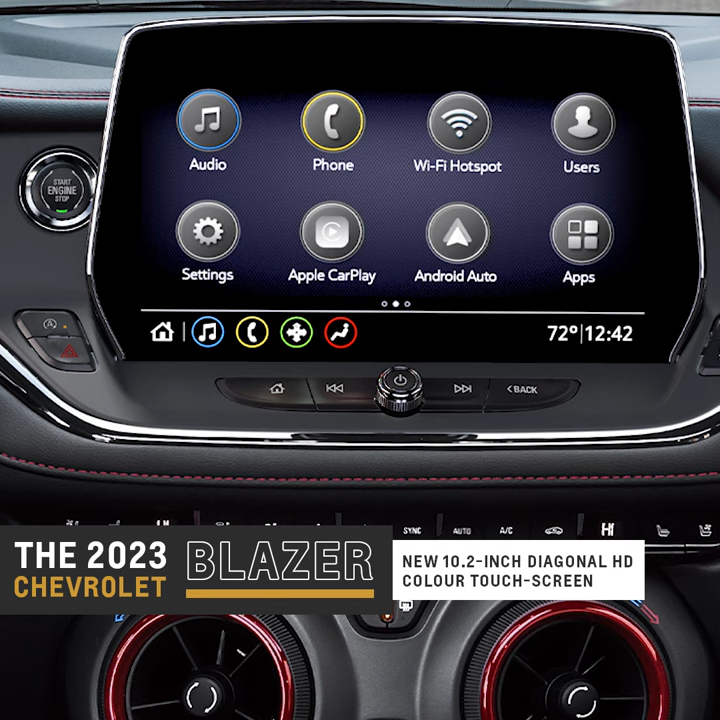 Audio
Phone
Wi-Fi Hotspot
Users
START
ENGINE
STOP
Settings
Apple CarPlay
Android Auto
Apps
72°|12:42
<BACK
SYNC
AUTO
A/C
THE 2023
CHEVROLET
BLAZER
NEW 10.2-INCH DIAGONAL HD
COLOUR TOUCH-SCREEN